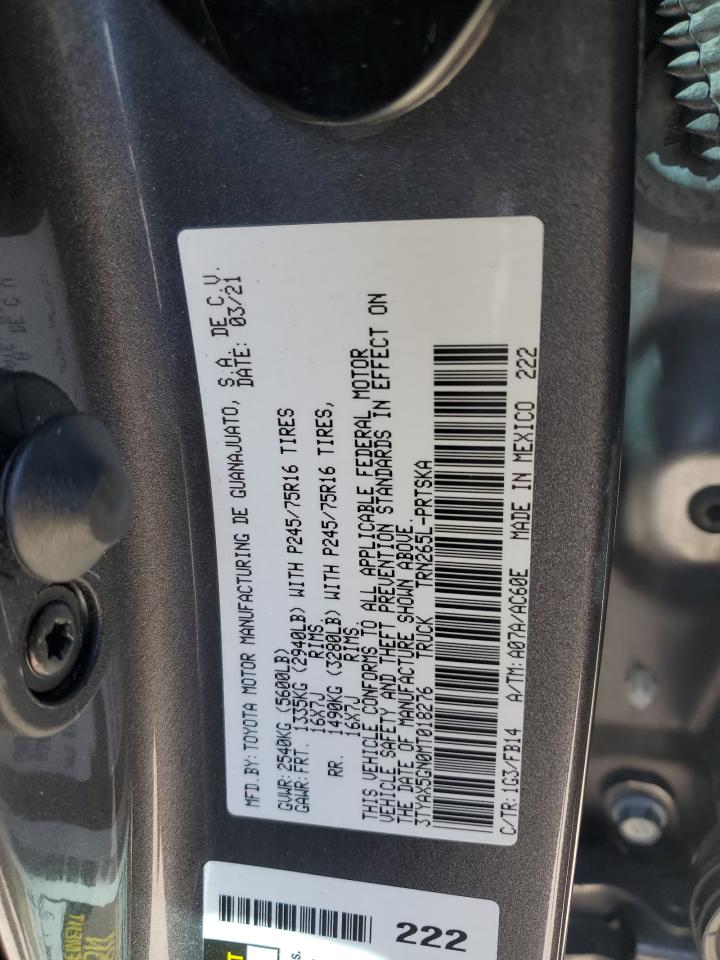 MFD.BY: TOYOTA MOTOR MANUFACTURING DE GUANAJUATO, S.A. DE C.V.
DATE: 03/21
GVWR: 2540KG (5600LB)
GAWR: FRT. 1335KG (2940LB) WITH P245/75R16 TIRES
16X7J RIMS,
RR. 1490KG (3280LB) WITH P245/75R16 TIRES,
16X7J RIMS.
THIS VEHICLE CONFORMS TO ALL APPLICABLE FEDERAL MOTOR
VEHICLE SAFETY AND THEFT PREVENTION STANDARDS IN EFFECT ON
THE DATE OF MANUFACTURE SHOWN ABOVE.
3TYAX5GN0MT018276 TRUCK TRN265L-PRTSKA
C/TR: 1G3/FB14 A/TM: A07A/AC60E MADE IN MEXICO 222
222